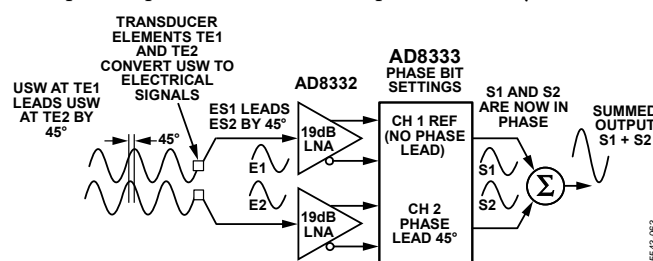 TRANSDUCER
ELEMENTS TE1
AND TE2
CONVERT USW TO
ELECTRICAL
SIGNALS
USW AT TE1
LEADS USW
AT TE2 BY
45°
45°
ES1 LEADS
ES2 BY 45°
AD8332
19dB
LNA
E1
E2
19dB
LNA
AD8333
PHASE BIT
SETTINGS
CH 1 REF
(NO PHASE
LEAD)
CH 2
PHASE
LEAD 45°
S1 AND S2
ARE NOW IN
PHASE
S1
S2
Σ
SUMMED
OUTPUT
S1 + S2